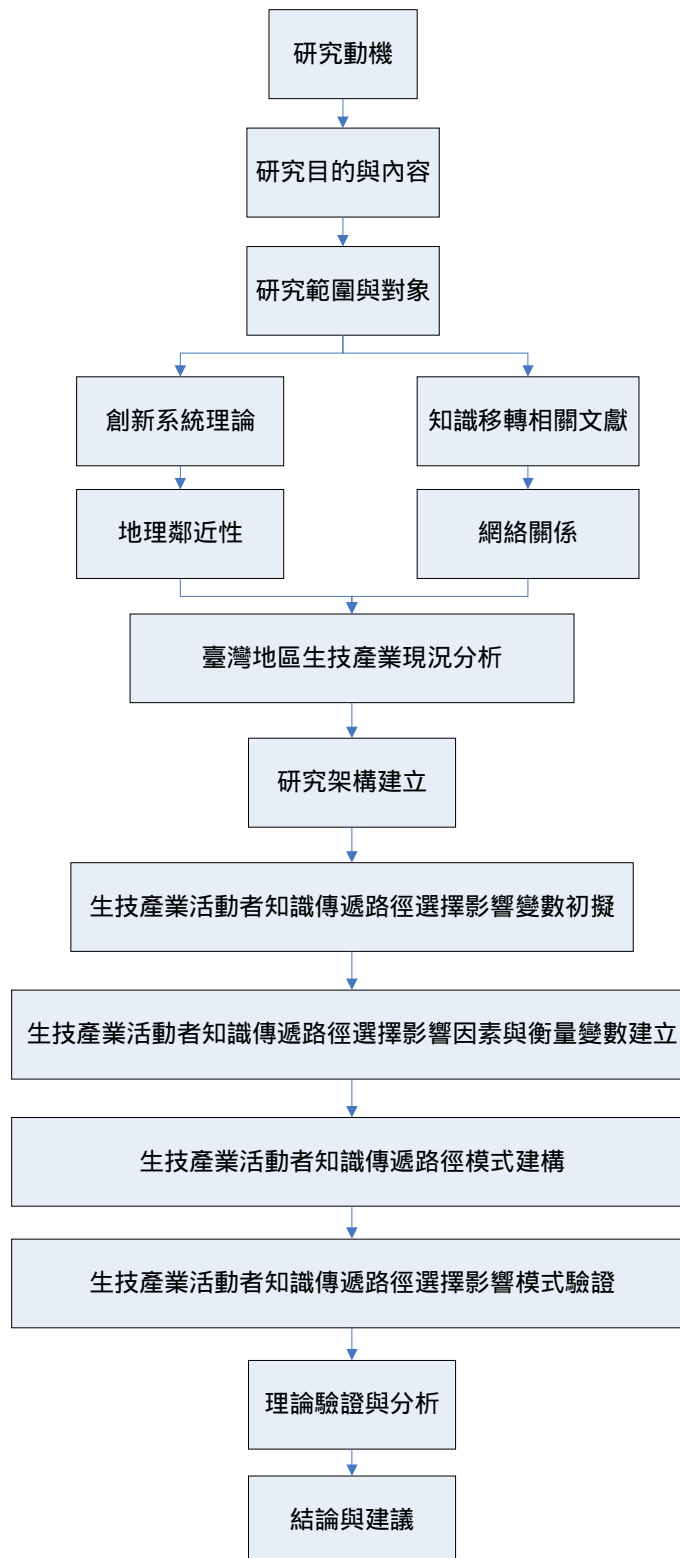 研究動機
研究目的與內容
研究範圍與對象
創新系統理論
知識移轉相關文獻
地理鄰近性
網絡關係
臺灣地區生技產業現況分析
研究架構建立
生技產業活動者知識傳遞路徑選擇影響變數初擬
生技產業活動者知識傳遞路徑選擇影響因素與衡量變數建立
生技產業活動者知識傳遞路徑模式建構
生技產業活動者知識傳遞路徑選擇影響模式驗證
理論驗證與分析
結論與建議